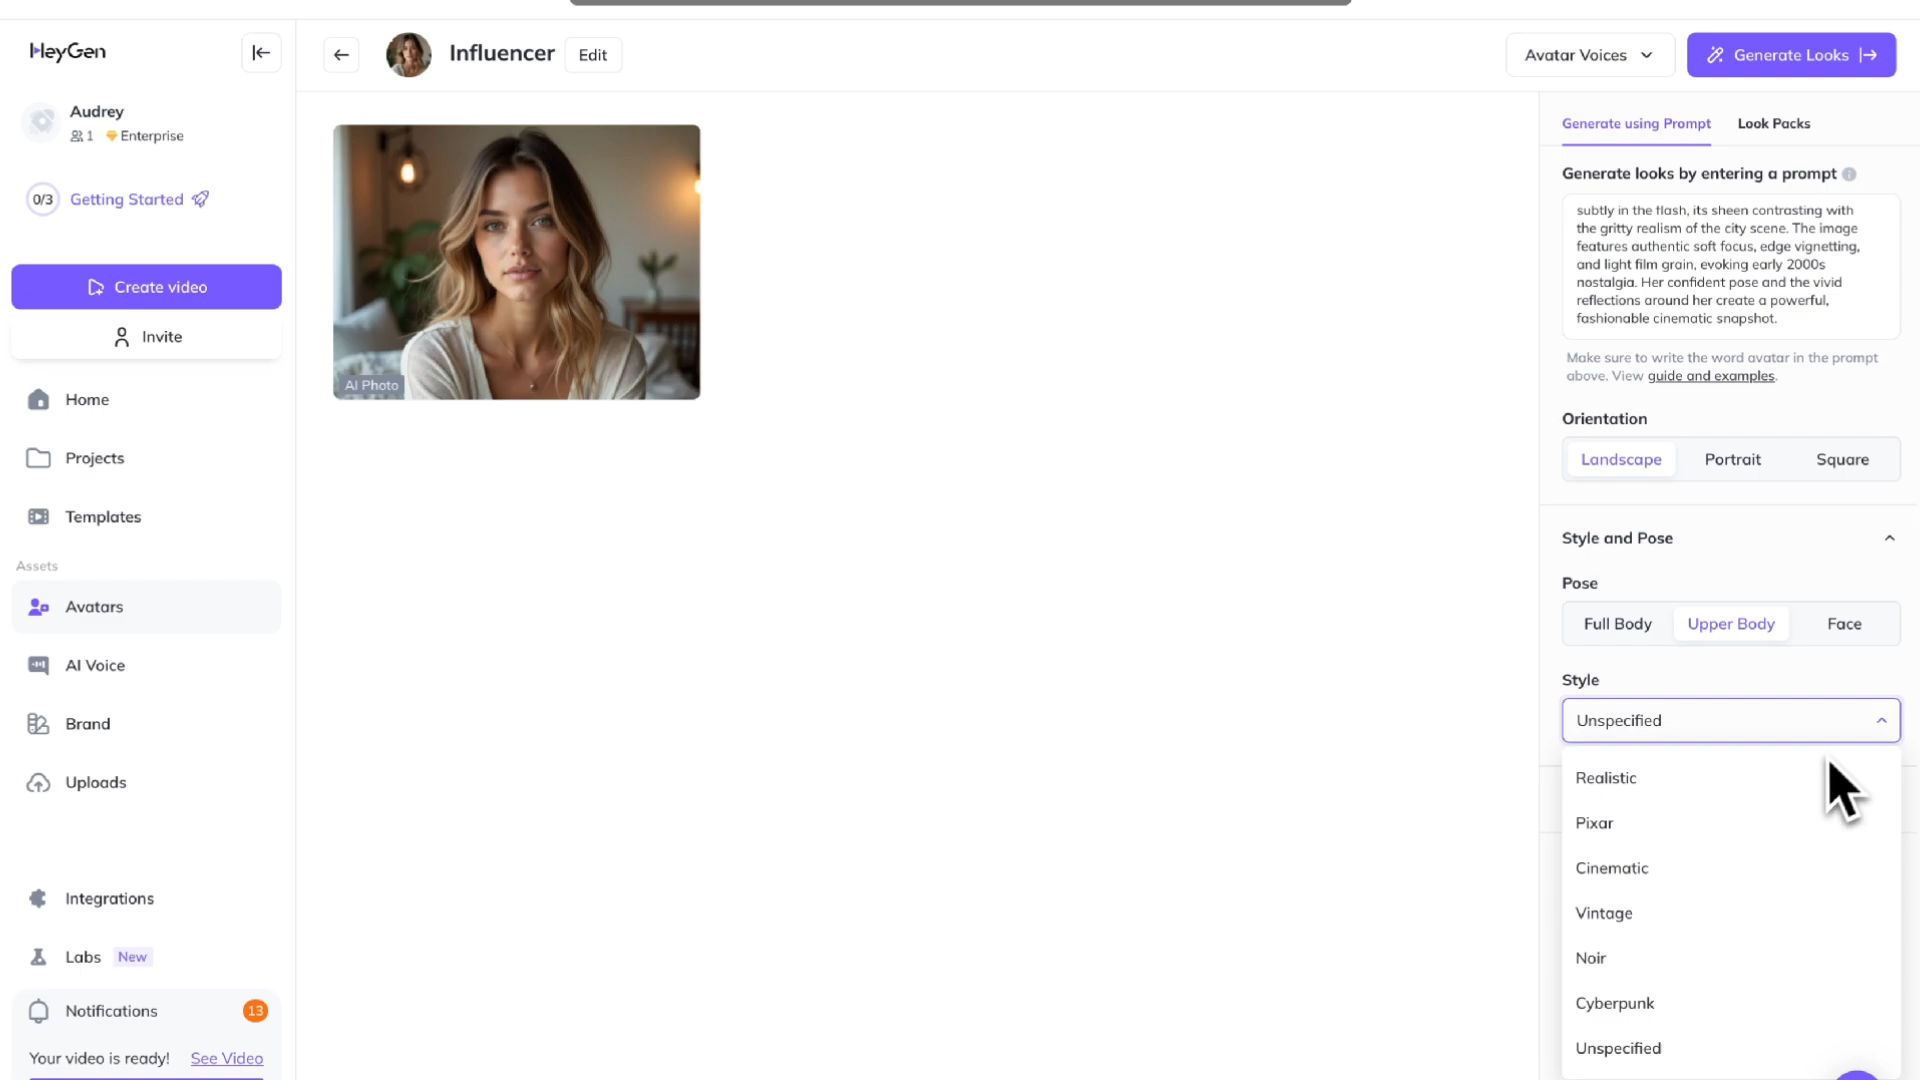 HeyGen
Audrey
1 Enterprise
0/3 Getting Started
Create video
Invite
Home
Projects
Templates
Assets
Avatars
AI Voice
Brand
Uploads
Integrations
Labs New
Notifications 13
Your video is ready! See Video
Influencer Edit
Avatar Voices
Generate Looks
AI Photo
Generate using Prompt Look Packs
Generate looks by entering a prompt
subtly in the flash, its sheen contrasting with
the gritty realism of the city scene. The image
features authentic soft focus, edge vignetting,
and light film grain, evoking early 2000s
nostalgia. Her confident pose and the vivid
reflections around her create a powerful,
fashionable cinematic snapshot.
Make sure to write the word avatar in the prompt
above. View guide and examples.
Orientation
Landscape Portrait Square
Style and Pose
Pose
Full Body Upper Body Face
Style
Unspecified
Realistic
Pixar
Cinematic
Vintage
Noir
Cyberpunk
Unspecified